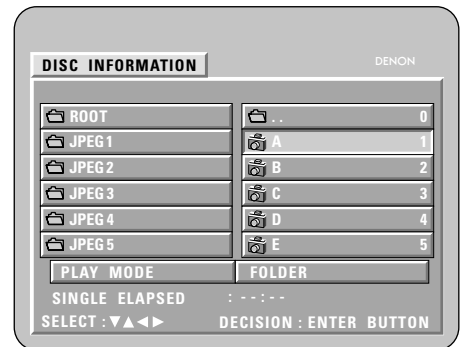 DISC INFORMATION DENON
ROOT .. 0
JPEG1 A 1
JPEG2 B 2
JPEG3 C 3
JPEG4 D 4
JPEG5 E 5
PLAY MODE FOLDER
SINGLE ELAPSED : --:--
SELECT : ▼▲◄► DECISION : ENTER BUTTON